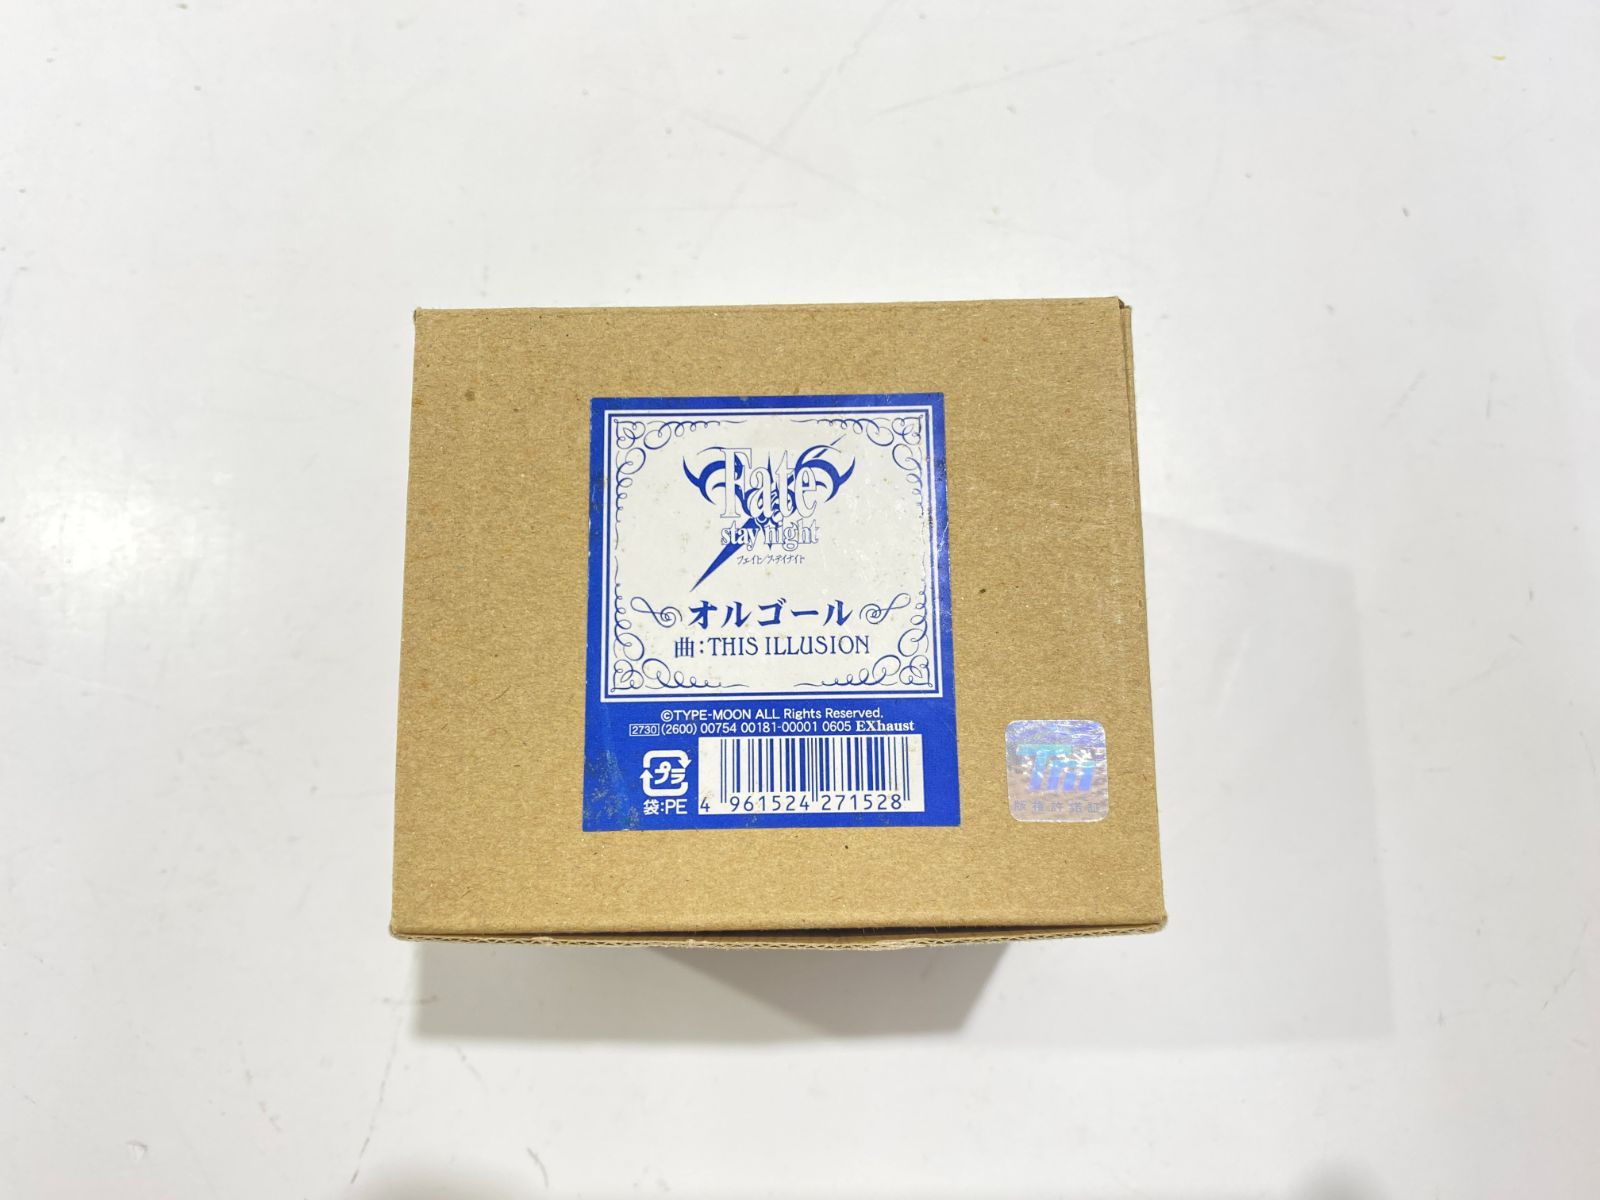 Fate
stay night
フェイト/ステイナイト
オルゴール
曲:THIS ILLUSION
©TYPE-MOON ALL Rights Reserved.
2730 (2600) 00754 00181-00001 0605 EXhaust
プラ
袋:PE
4 961524 271528
TM
版権許諾証